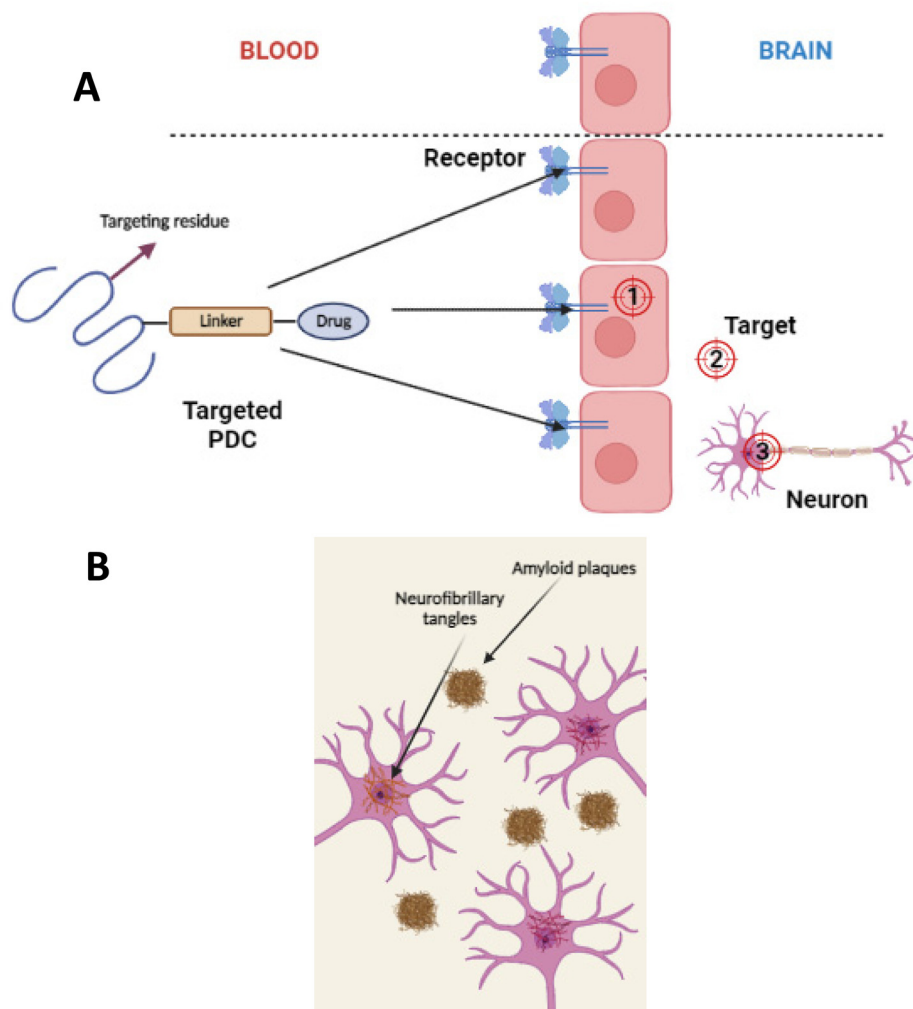 A
BLOOD
BRAIN
Receptor
Targeting residue
Linker
Drug
1
Target
2
Targeted
PDC
3
Neuron
B
Amyloid plaques
Neurofibrillary
tangles